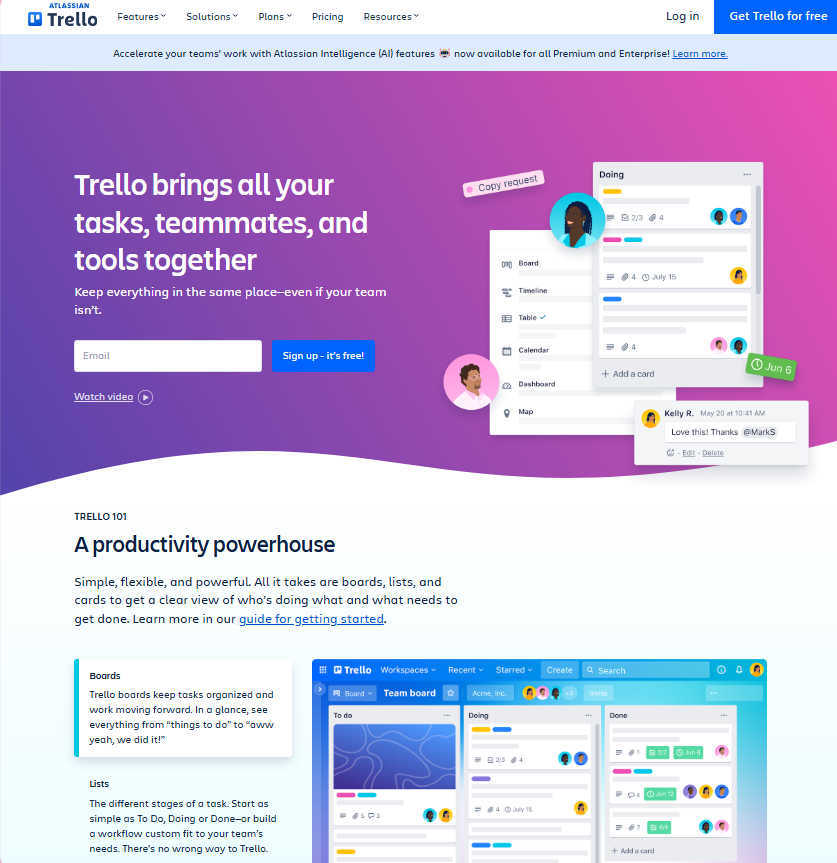 ATLASSIAN
Trello
Features
Solutions
Plans
Pricing
Resources
Log in
Get Trello for free
Accelerate your teams' work with Atlassian Intelligence (AI) features 🤖 now available for all Premium and Enterprise! Learn more.
Trello brings all your
tasks, teammates, and
tools together
Keep everything in the same place—even if your team
isn't.
Email
Sign up - it's free!
Watch video
Copy request
Doing
2/3 4
4 July 15
4
+ Add a card
Board
Timeline
Table
Calendar
Dashboard
Map
Jun 6
Kelly R. May 20 at 10:41 AM
Love this! Thanks @MarkS
- Edit - Delete
TRELLO 101
A productivity powerhouse
Simple, flexible, and powerful. All it takes are boards, lists, and
cards to get a clear view of who's doing what and what needs to
get done. Learn more in our guide for getting started.
Boards
Trello boards keep tasks organized and
work moving forward. In a glance, see
everything from “things to do” to “aww
yeah, we did it!”
Lists
The different stages of a task. Start as
simple as To Do, Doing or Done—or build
a workflow custom fit to your team's
needs. There's no wrong way to Trello.
Trello Workspaces Recent Starred Create Search
Board Team board Acme, Inc. +3 Invite
To do
5 3
Doing
2/3 4
4 July 15
Done
1 2/2 Jun 6
4 Jun 12
7 4/4
+ Add a card